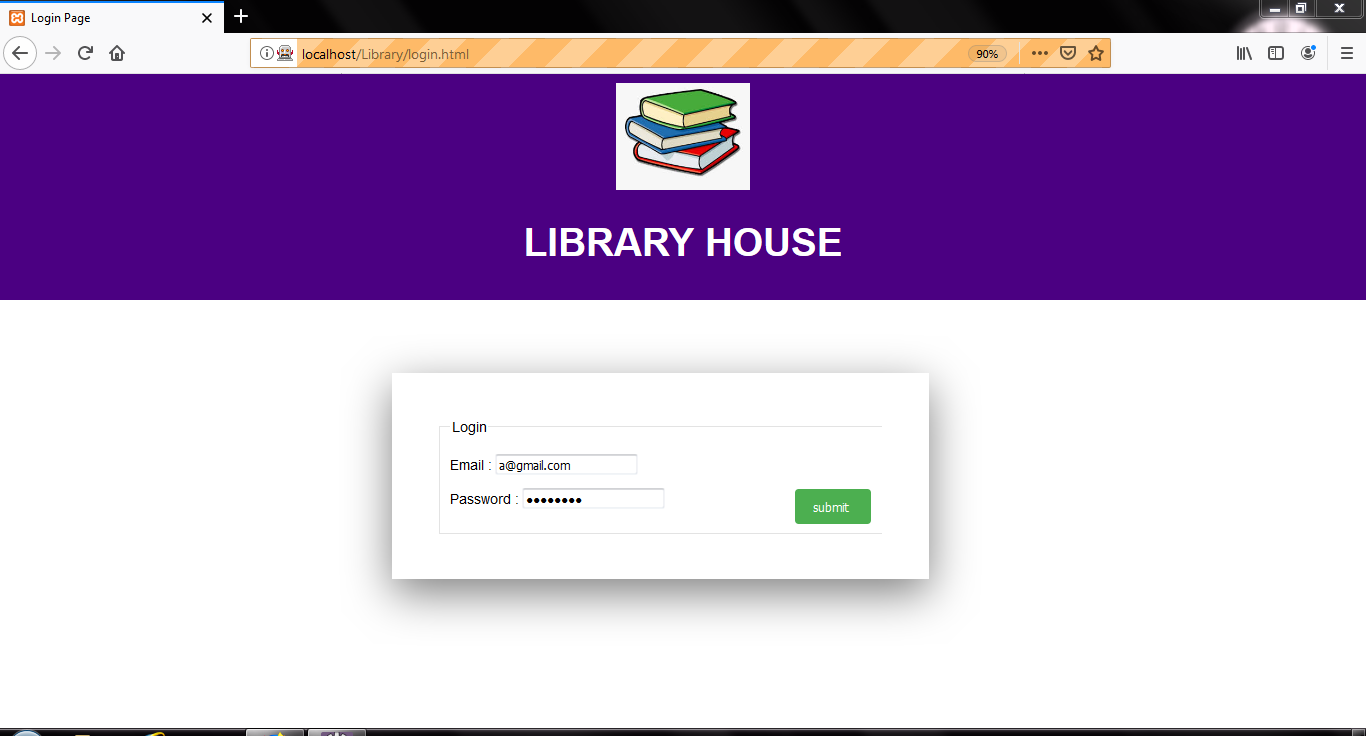 Login Page
localhost/Library/login.html
90%
LIBRARY HOUSE
Login
Email : a@gmail.com
Password : ●●●●●●●●
submit